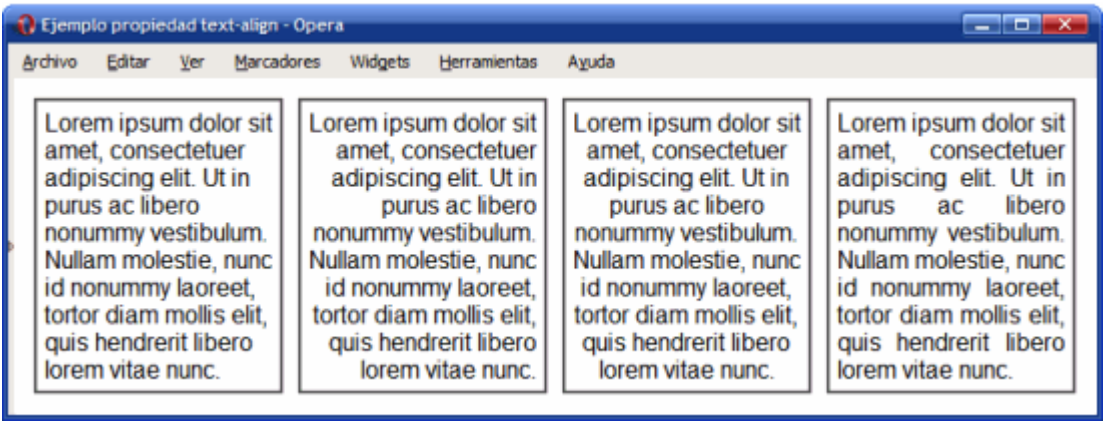 Ejemplo propiedad text-align - Opera
Archivo Editar Ver Marcadores Widgets Herramientas Ayuda
Lorem ipsum dolor sit
amet, consectetuer
adipiscing elit. Ut in
purus ac libero
nonummy vestibulum.
Nullam molestie, nunc
id nonummy laoreet,
tortor diam mollis elit,
quis hendrerit libero
lorem vitae nunc.
Lorem ipsum dolor sit
amet, consectetuer
adipiscing elit. Ut in
purus ac libero
nonummy vestibulum.
Nullam molestie, nunc
id nonummy laoreet,
tortor diam mollis elit,
quis hendrerit libero
lorem vitae nunc.
Lorem ipsum dolor sit
amet, consectetuer
adipiscing elit. Ut in
purus ac libero
nonummy vestibulum.
Nullam molestie, nunc
id nonummy laoreet,
tortor diam mollis elit,
quis hendrerit libero
lorem vitae nunc.
Lorem ipsum dolor sit
amet, consectetuer
adipiscing elit. Ut in
purus ac libero
nonummy vestibulum.
Nullam molestie, nunc
id nonummy laoreet,
tortor diam mollis elit,
quis hendrerit libero
lorem vitae nunc.